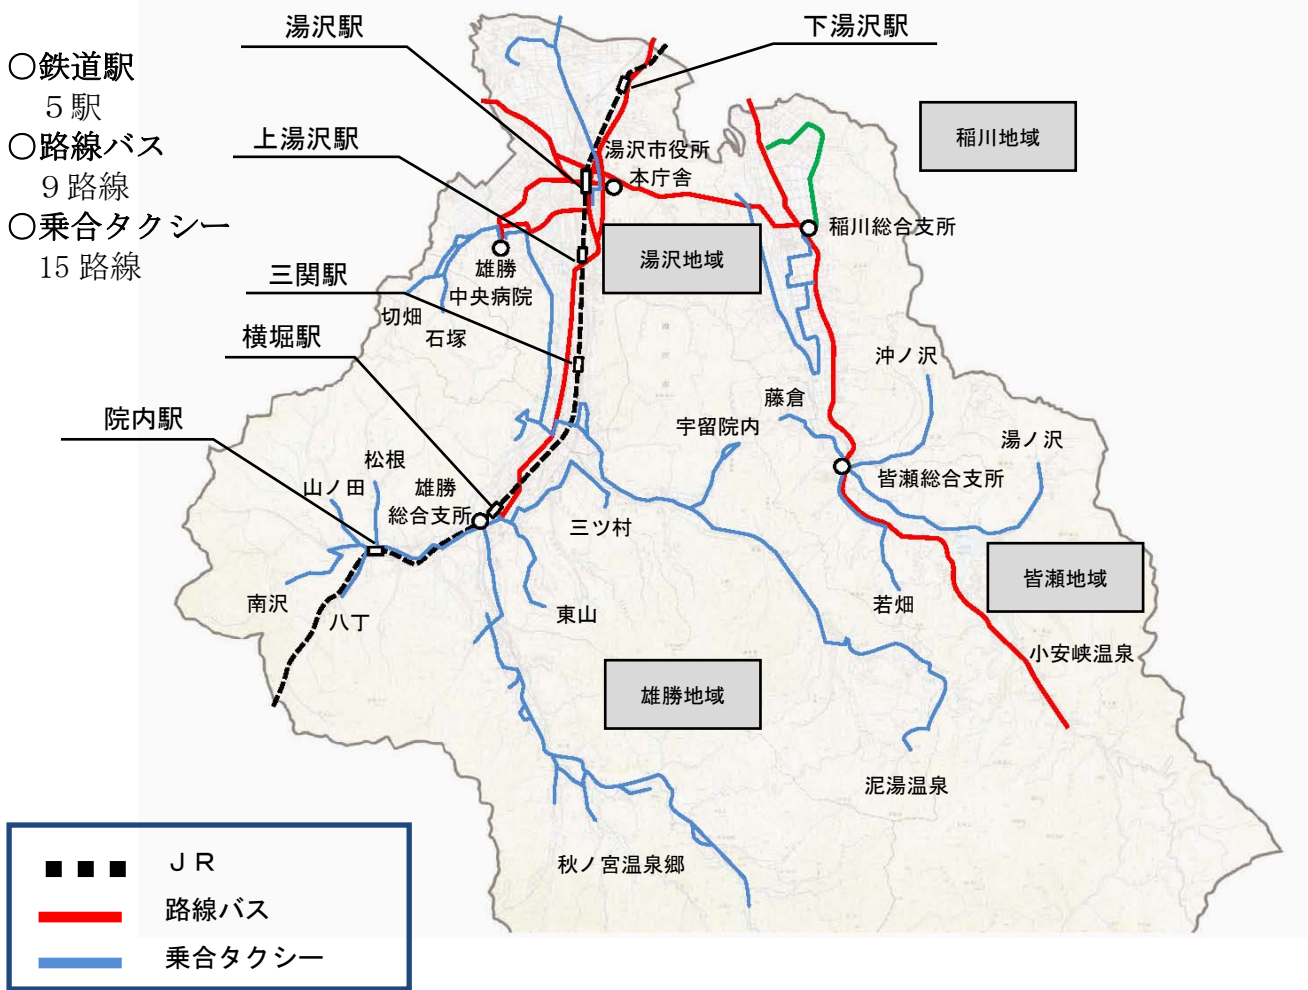 湯沢駅
下湯沢駅
〇鉄道駅
５駅
〇路線バス
９路線
〇乗合タクシー
15 路線
上湯沢駅
湯沢市役所
本庁舎
稲川地域
稲川総合支所
湯沢地域
雄勝
中央病院
三関駅
切畑
石塚
横堀駅
沖ノ沢
藤倉
院内駅
宇留院内
湯ノ沢
松根
山ノ田
雄勝
総合支所
皆瀬総合支所
三ツ村
皆瀬地域
南沢
八丁
東山
若畑
小安峡温泉
雄勝地域
泥湯温泉
秋ノ宮温泉郷
ＪＲ
路線バス
乗合タクシー